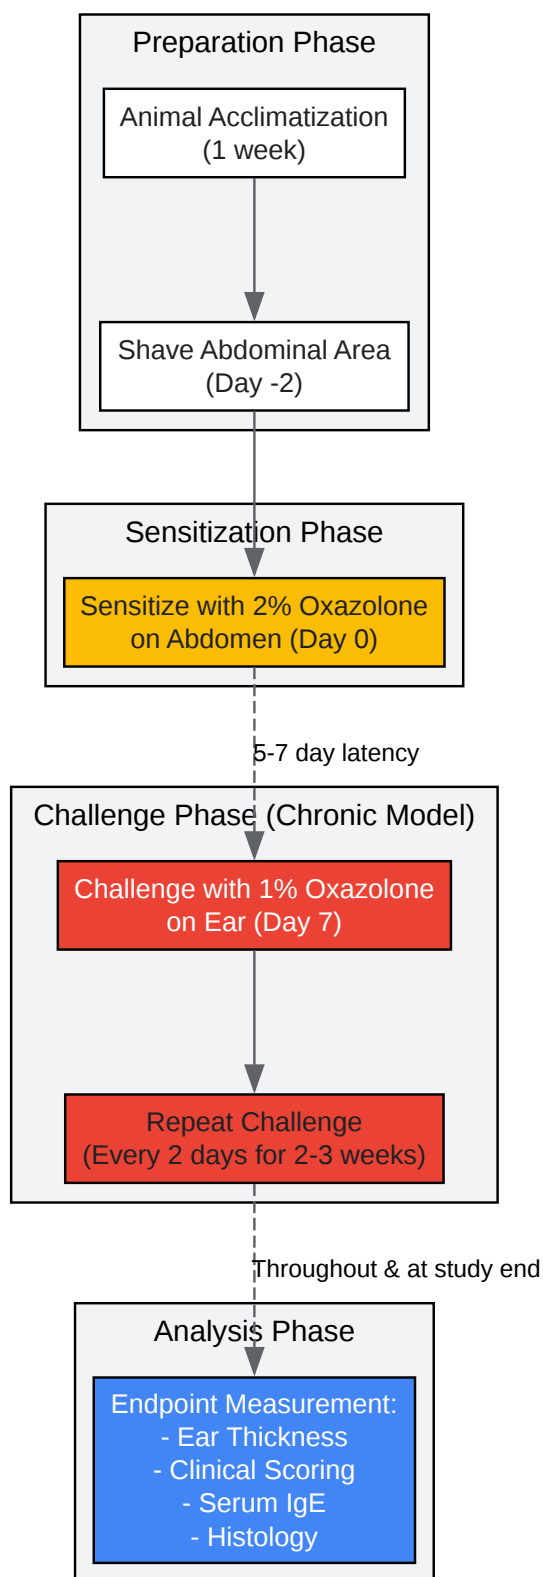 Preparation Phase
Animal Acclimatization
(1 week)
Shave Abdominal Area
(Day -2)
Sensitization Phase
Sensitize with 2% Oxazolone
on Abdomen (Day 0)
5-7 day latency
Challenge Phase (Chronic Model)
Challenge with 1% Oxazolone
on Ear (Day 7)
Repeat Challenge
(Every 2 days for 2-3 weeks)
Throughout & at study end
Analysis Phase
Endpoint Measurement:
- Ear Thickness
- Clinical Scoring
- Serum IgE
- Histology